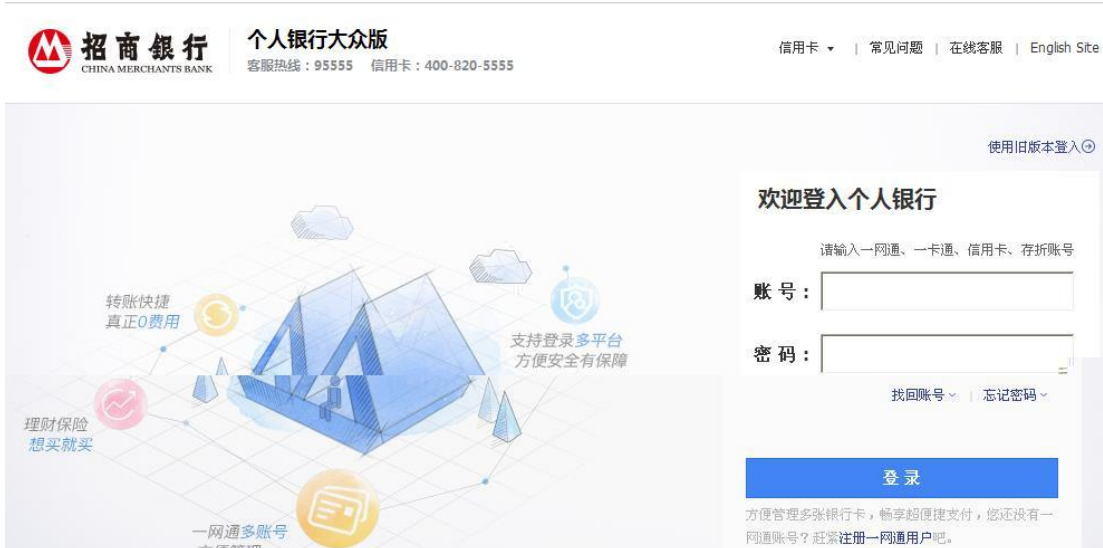 招商银行
CHINA MERCHANTS BANK
个人银行大众版
客服热线：95555 信用卡：400-820-5555
信用卡 | 常见问题 | 在线客服 | English Site
使用旧版本登入
欢迎登入个人银行
请输入一网通、一卡通、信用卡、存折账号
账 号：
密 码：
找回账号 | 忘记密码
登 录
方便管理多张银行卡，畅享超便捷支付，您还没有一
网通账号？赶紧注册一网通用户吧。
转账快捷
真正0费用
支持登录多平台
方便安全有保障
理财保险
想买就买
一网通多账号
方便管理